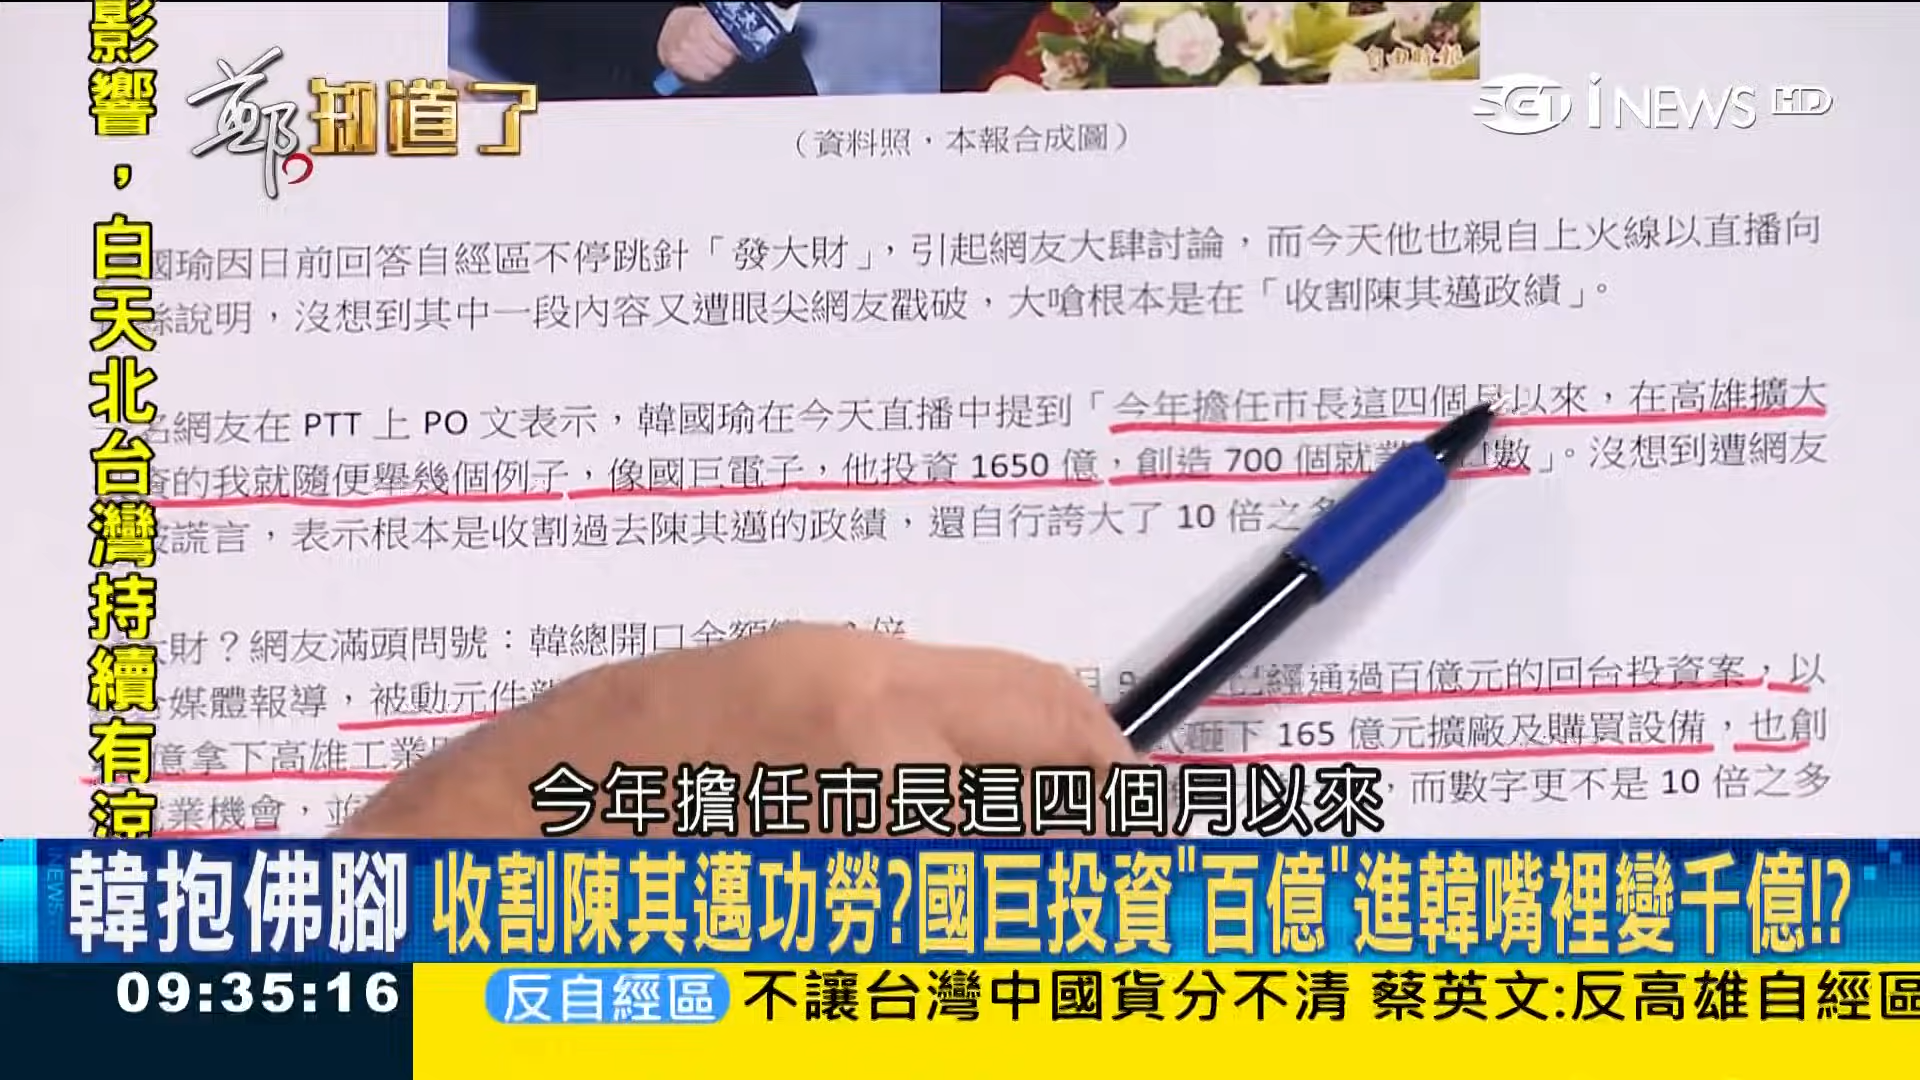 影響，白天北台灣持續有涼
鄭知道了
自由時報
SET iNEWS HD
（資料照，本報合成圖）
國瑜因日前回答自經區不停跳針「發大財」，引起網友大肆討論，而今天他也親自上火線以直播向
絲說明，沒想到其中一段內容又遭眼尖網友戳破，大嗆根本是在「收割陳其邁政績」。
名網友在 PTT 上 PO 文表示，韓國瑜在今天直播中提到「今年擔任市長這四個月以來，在高雄擴大
資的我就隨便舉幾個例子，像國巨電子，他投資 1650 億，創造 700 個就業 數」。沒想到遭網友
謊言，表示根本是收割過去陳其邁的政績，還自行誇大了 10 倍之多
財？網友滿頭問號：韓總開口金額 倍
媒體報導，被動元件 月 9 已經通過百億元的回台投資案，以
億拿下高雄工業 砸下 165 億元擴廠及購買設備，也創
業機會，並 ，而數字更不是 10 倍之多
今年擔任市長這四個月以來
NEWS
韓抱佛腳 收割陳其邁功勞?國巨投資"百億"進韓嘴裡變千億!?
09:35:16 反自經區 不讓台灣中國貨分不清 蔡英文:反高雄自經區